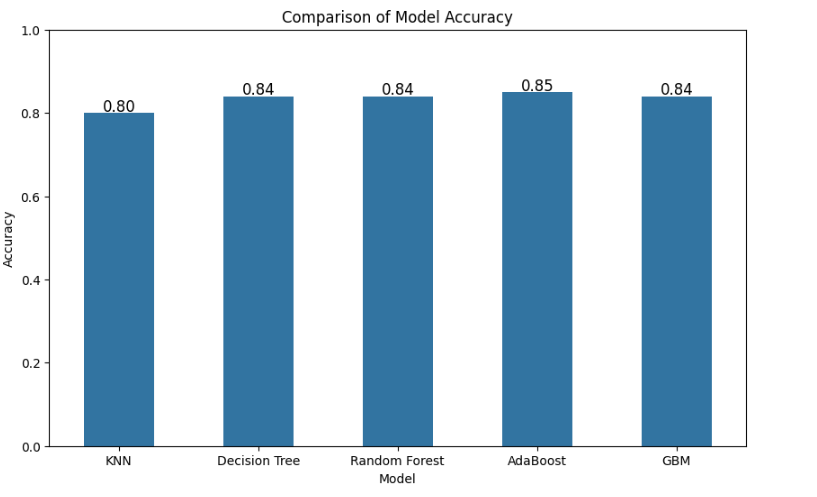 Comparison of Model Accuracy
1.0
0.8
0.6
0.4
0.2
0.0
Accuracy
0.80
0.84
0.84
0.85
0.84
KNN
Decision Tree
Random Forest
AdaBoost
GBM
Model